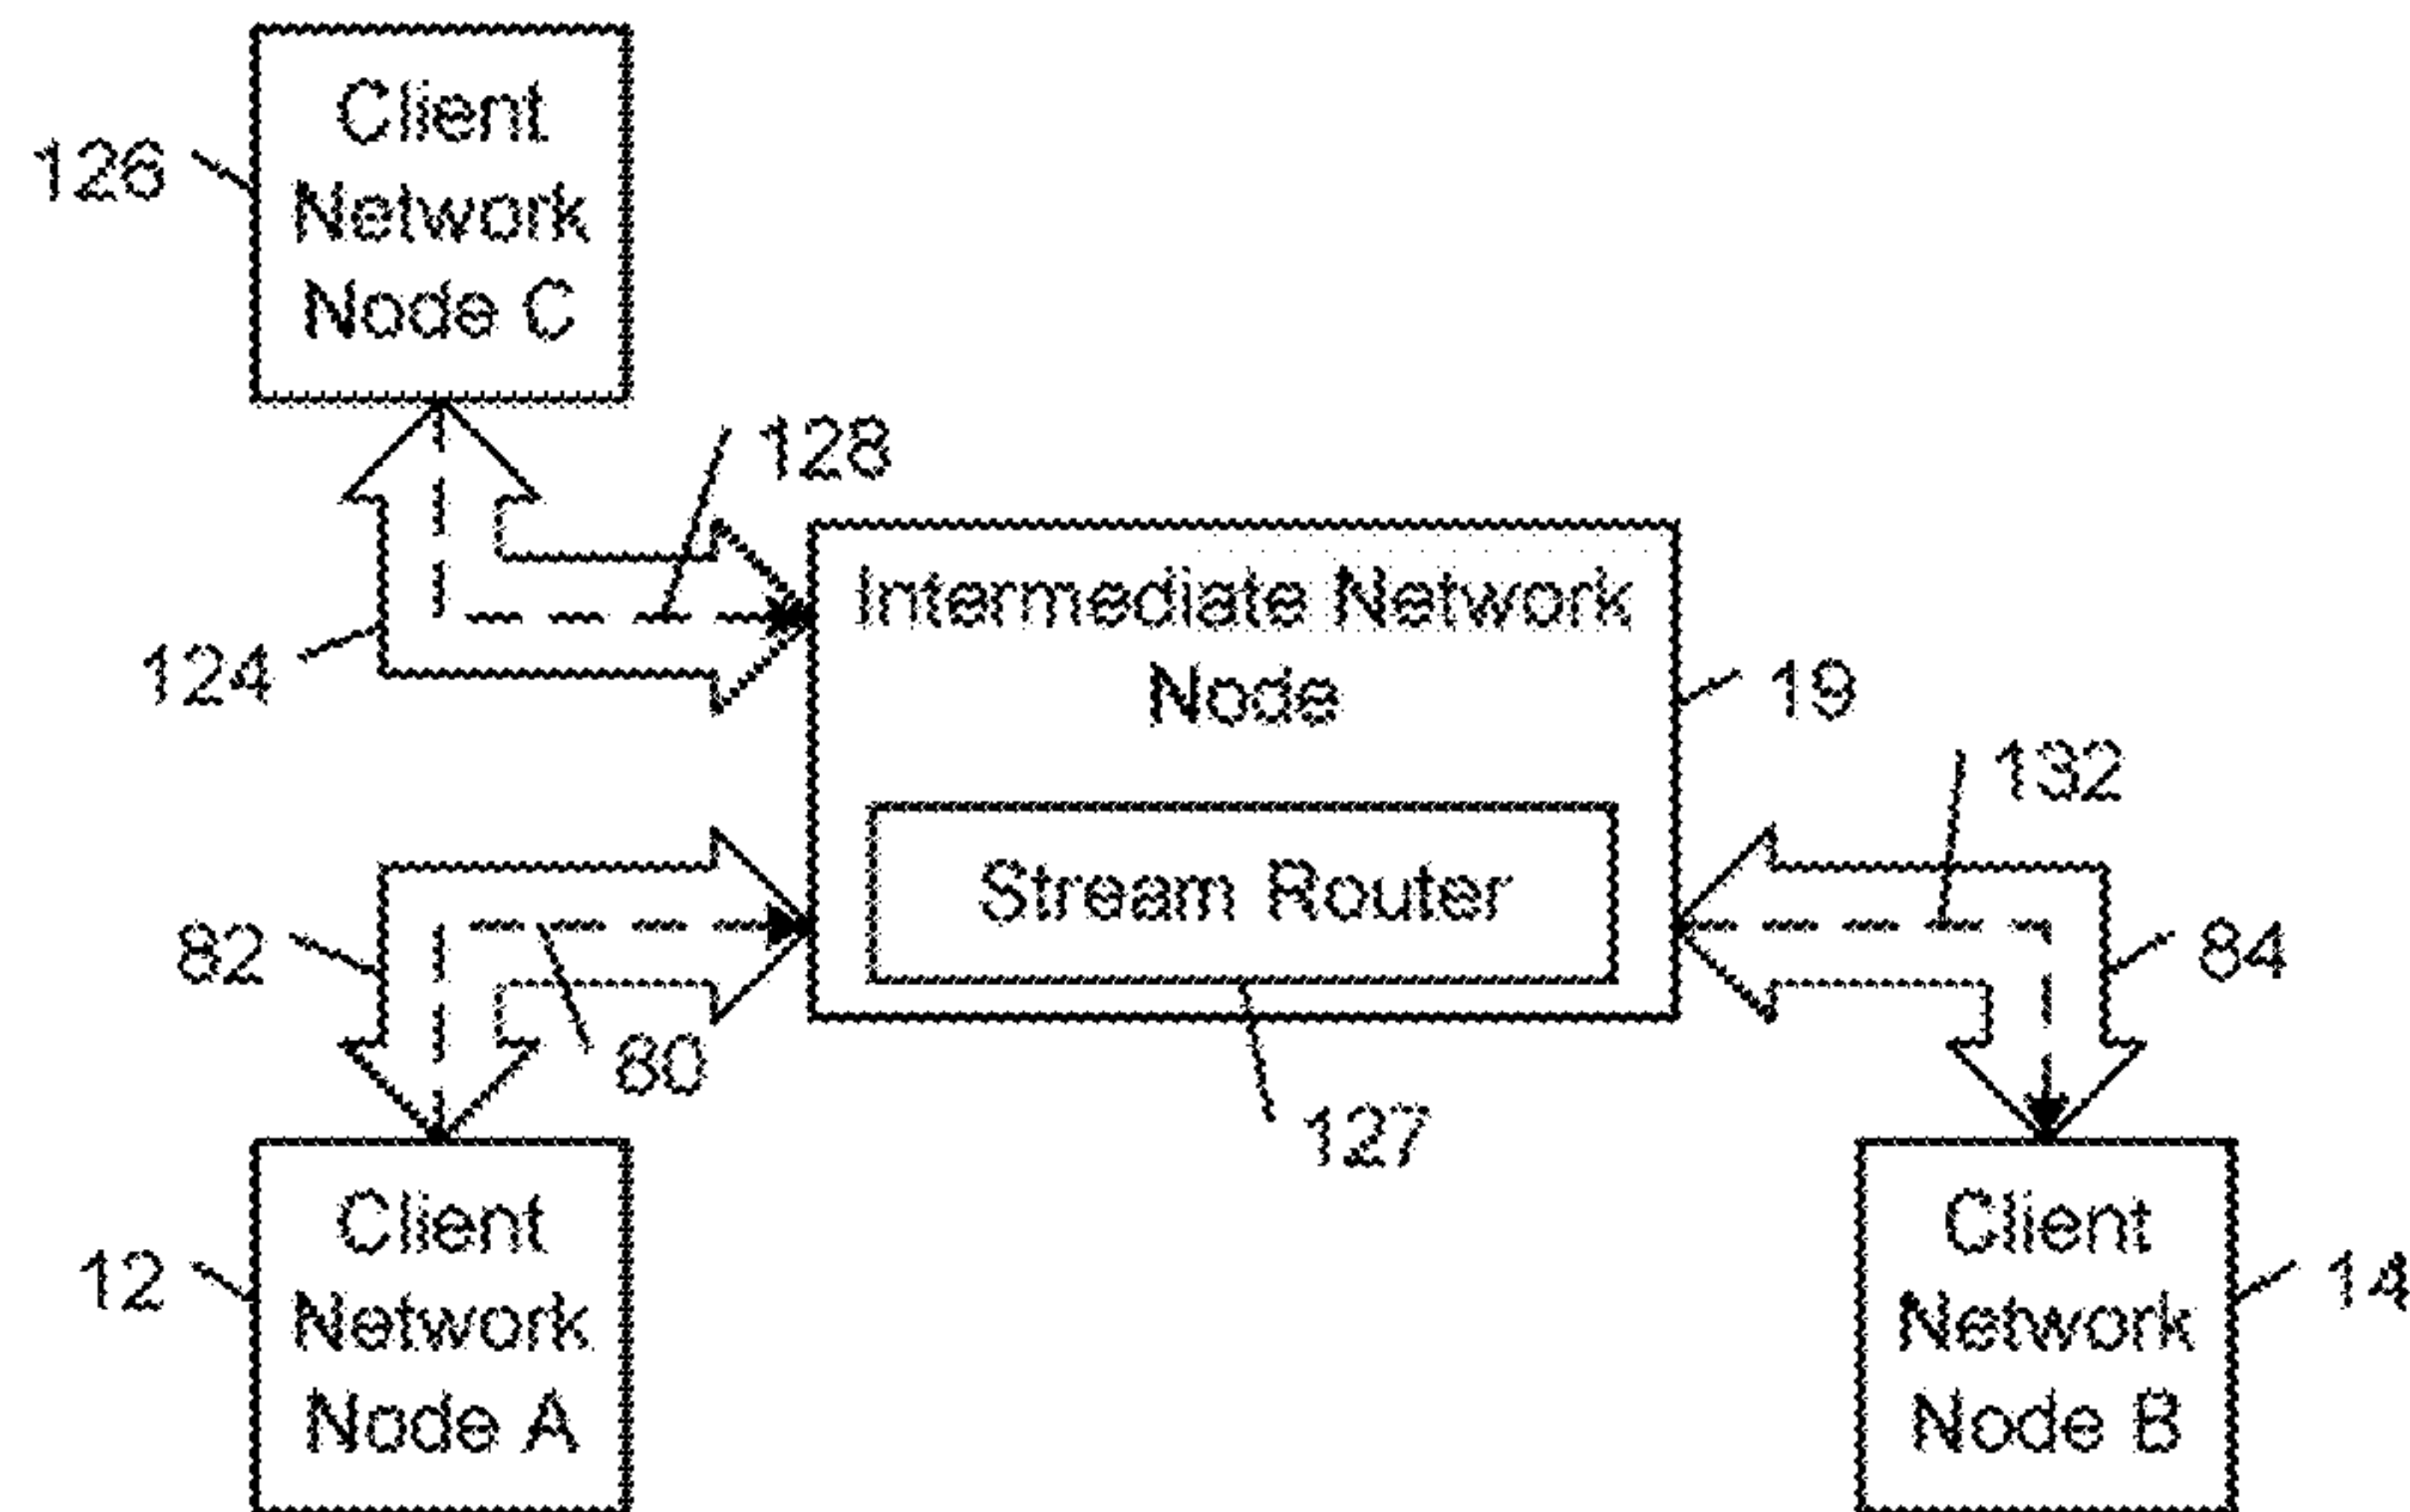 Client
Network
Node C
126
128
124
Intermediate Network
Node
19
132
Stream Router
82
84
80
127
Client
Network
Node A
12
Client
Network
Node B
14